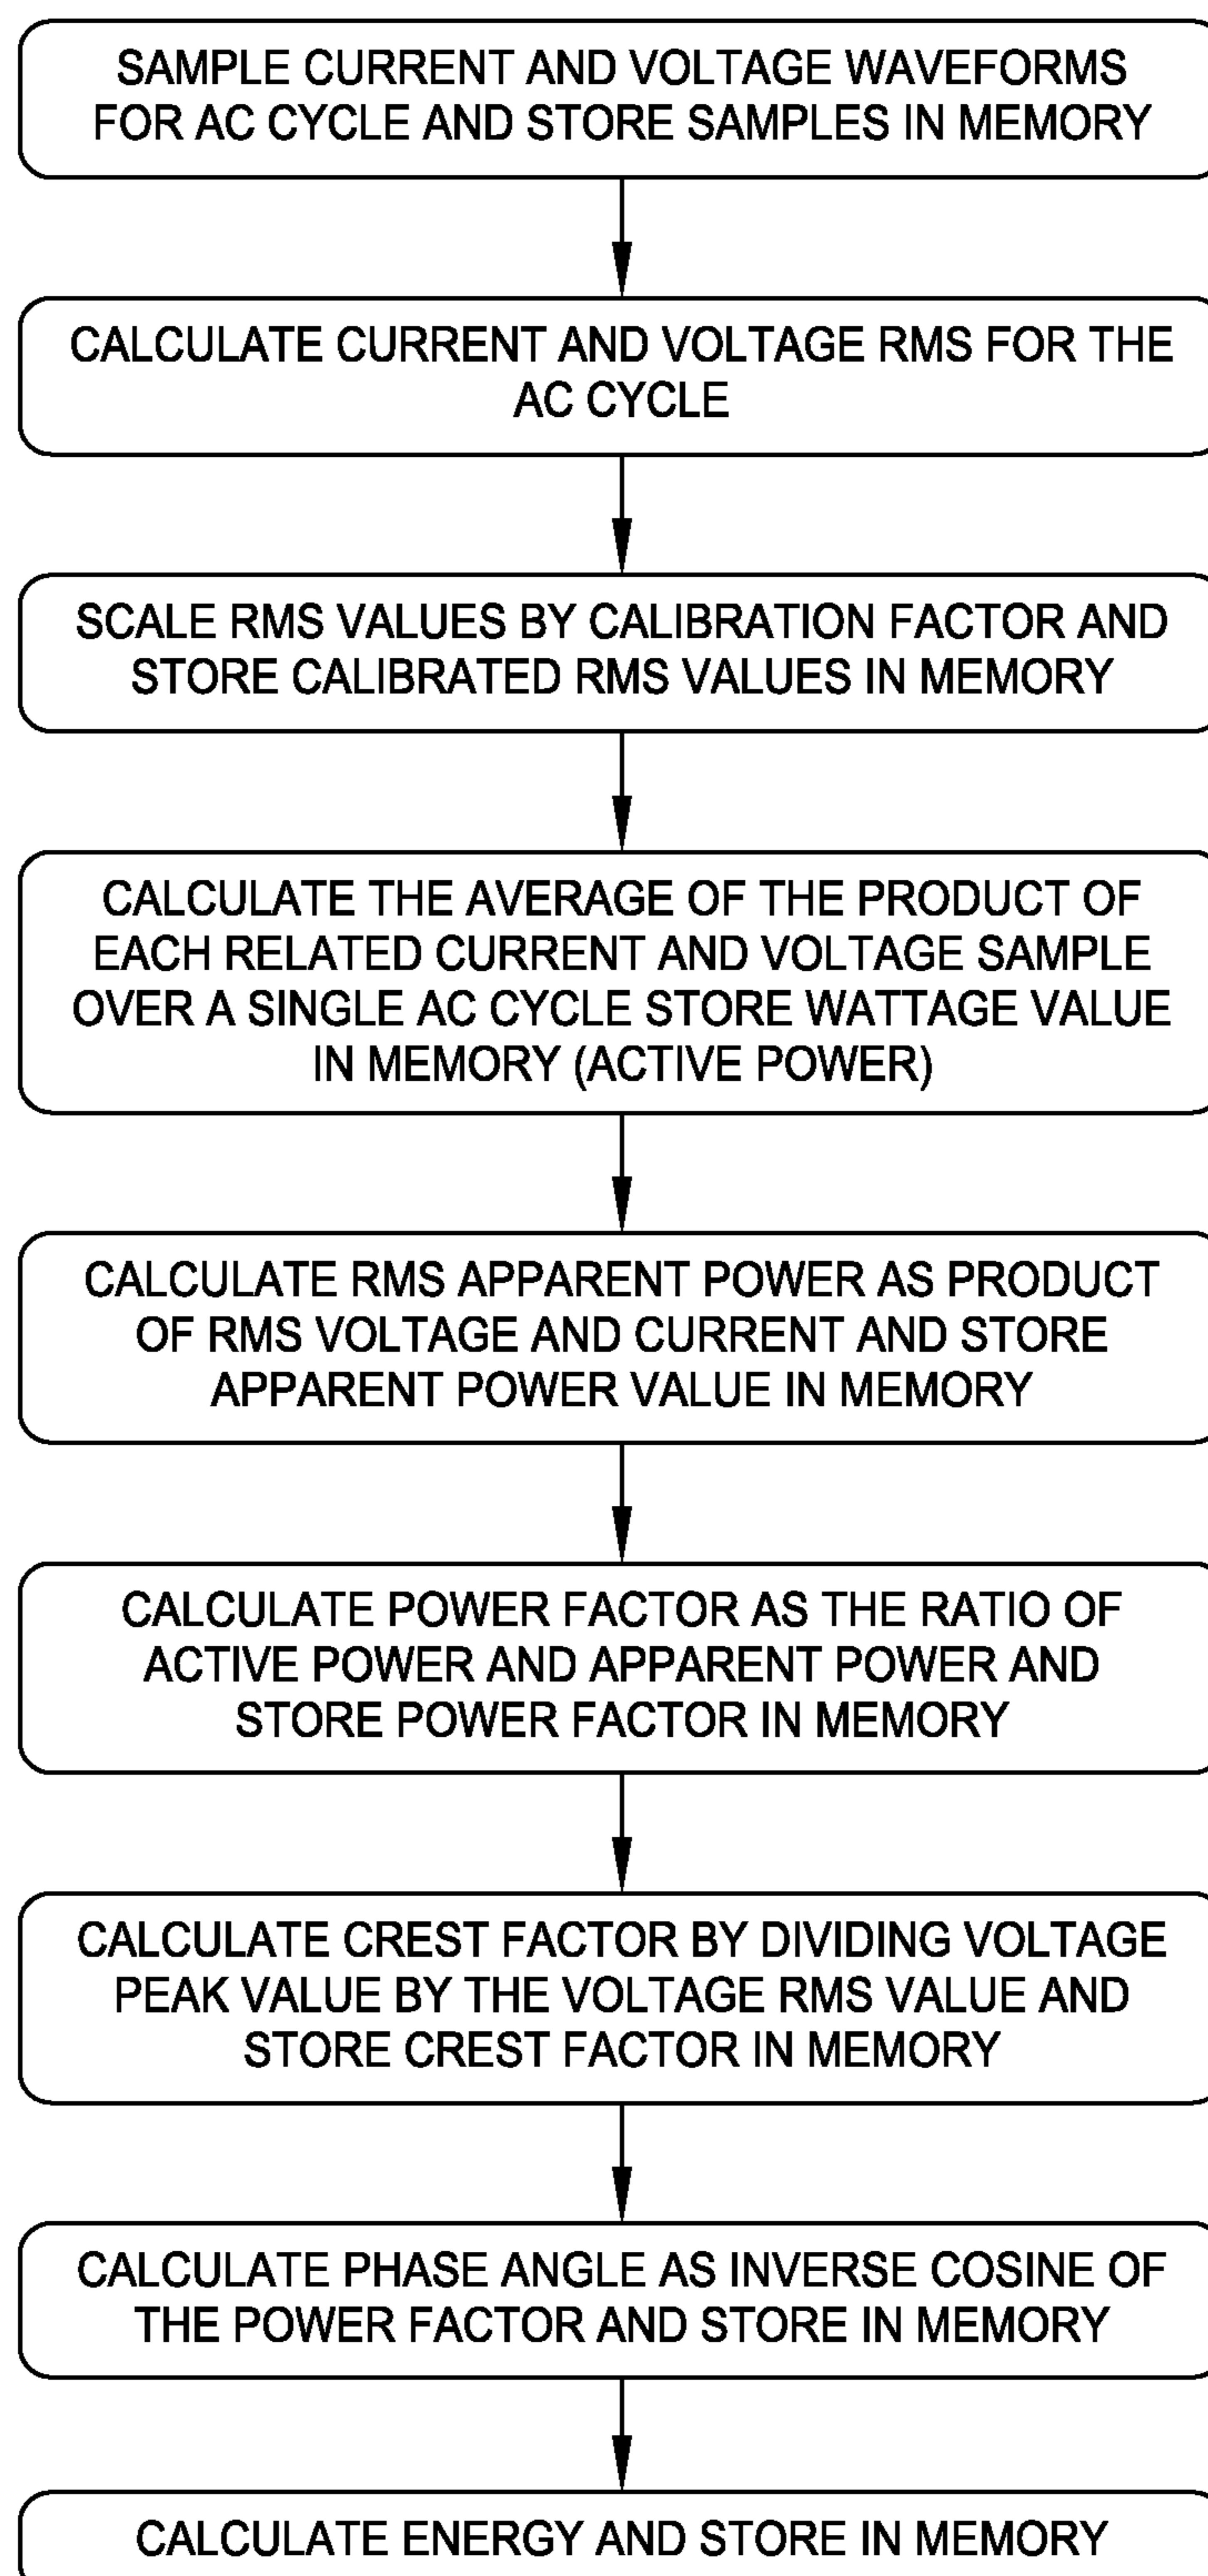 SAMPLE CURRENT AND VOLTAGE WAVEFORMS
FOR AC CYCLE AND STORE SAMPLES IN MEMORY
CALCULATE CURRENT AND VOLTAGE RMS FOR THE
AC CYCLE
SCALE RMS VALUES BY CALIBRATION FACTOR AND
STORE CALIBRATED RMS VALUES IN MEMORY
CALCULATE THE AVERAGE OF THE PRODUCT OF
EACH RELATED CURRENT AND VOLTAGE SAMPLE
OVER A SINGLE AC CYCLE STORE WATTAGE VALUE
IN MEMORY (ACTIVE POWER)
CALCULATE RMS APPARENT POWER AS PRODUCT
OF RMS VOLTAGE AND CURRENT AND STORE
APPARENT POWER VALUE IN MEMORY
CALCULATE POWER FACTOR AS THE RATIO OF
ACTIVE POWER AND APPARENT POWER AND
STORE POWER FACTOR IN MEMORY
CALCULATE CREST FACTOR BY DIVIDING VOLTAGE
PEAK VALUE BY THE VOLTAGE RMS VALUE AND
STORE CREST FACTOR IN MEMORY
CALCULATE PHASE ANGLE AS INVERSE COSINE OF
THE POWER FACTOR AND STORE IN MEMORY
CALCULATE ENERGY AND STORE IN MEMORY